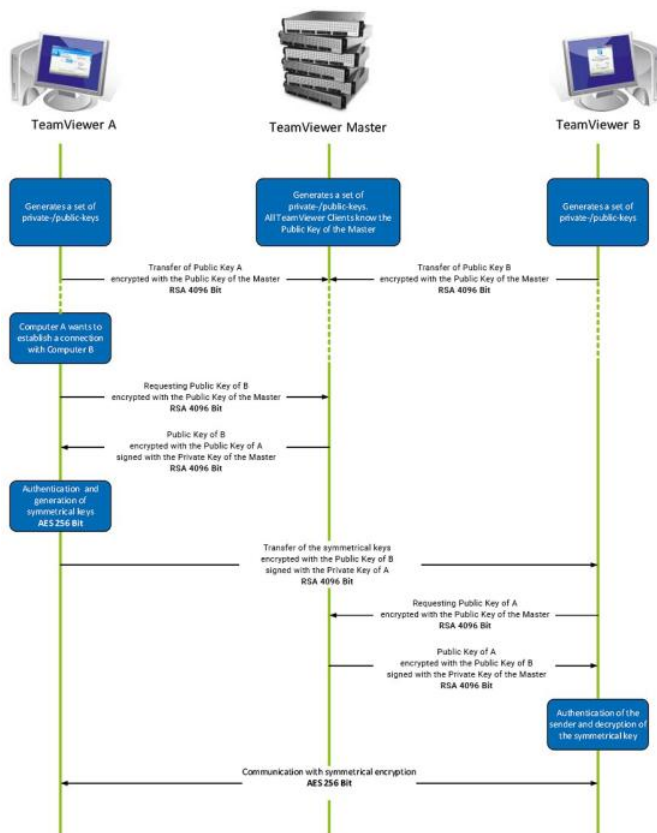 TeamViewer A
TeamViewer Master
TeamViewer B
Generates a set of
private-/public-keys
Generates a set of
private-/public-keys.
All TeamViewer Clients know the
Public Key of the Master
Generates a set of
private-/public-keys
Transfer of Public Key A
encrypted with the Public Key of the Master
RSA 4096 Bit
Transfer of Public Key B
encrypted with the Public Key of the Master
RSA 4096 Bit
Computer A wants to
establish a connection
with Computer B
Requesting Public Key of B
encrypted with the Public Key of the Master
RSA 4096 Bit
Public Key of B
encrypted with the Public Key of A
signed with the Private Key of the Master
RSA 4096 Bit
Authentication and
generation of
symmetrical keys
AES 256 Bit
Transfer of the symmetrical keys
encrypted with the Public Key of B
signed with the Private Key of A
RSA 4096 Bit
Requesting Public Key of A
encrypted with the Public Key of the Master
RSA 4096 Bit
Public Key of A
encrypted with the Public Key of B
signed with the Private Key of the Master
RSA 4096 Bit
Authentication of the
sender and decryption of
the symmetrical key
Communication with symmetrical encryption
AES 256 Bit